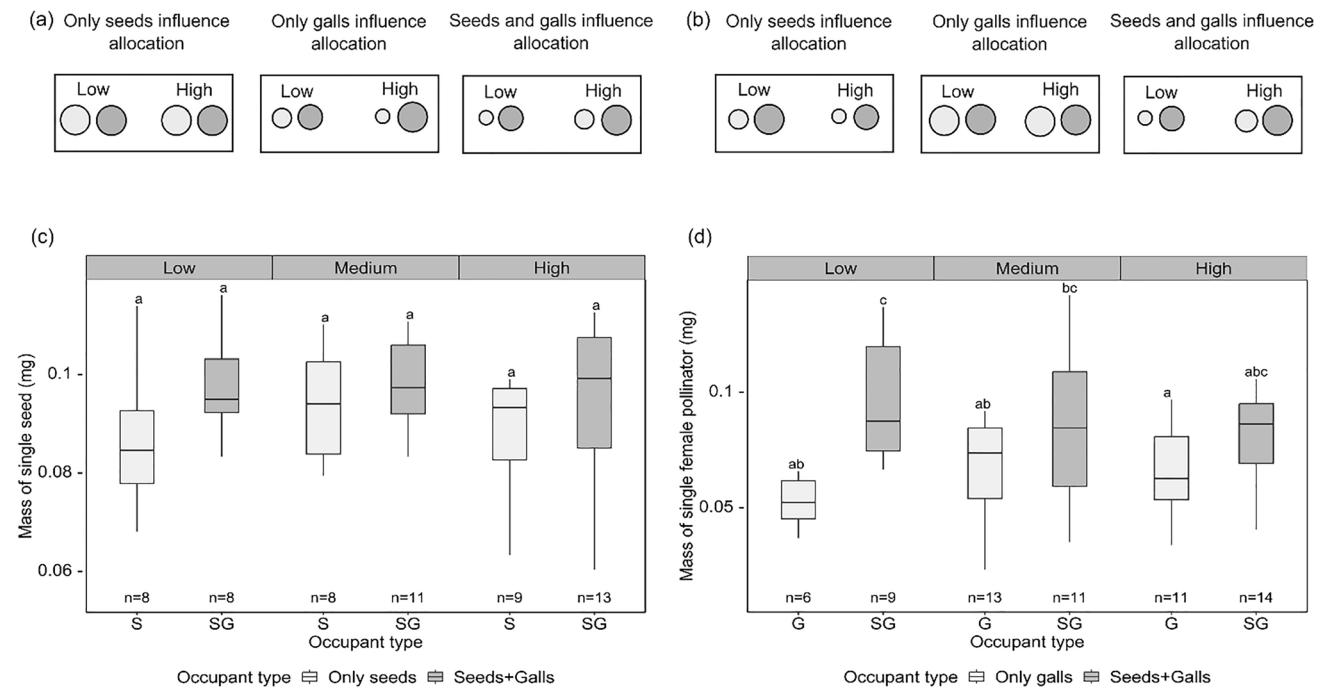 (a)
Only seeds influence
allocation
Only galls influence
allocation
Seeds and galls influence
allocation
Low High
Low High
Low High
(b)
Only seeds influence
allocation
Only galls influence
allocation
Seeds and galls influence
allocation
Low High
Low High
Low High
(c)
Low Medium High
Mass of single seed (mg)
0.1
0.08
0.06
a a a a a a
n=8 n=8 n=8 n=11 n=9 n=13
S SG S SG S SG
Occupant type
Occupant type Only seeds Seeds+Galls
(d)
Low Medium High
Mass of single female pollinator (mg)
0.1
0.05
ab c ab bc a abc
n=6 n=9 n=13 n=11 n=11 n=14
G SG G SG G SG
Occupant type
Occupant type Only galls Seeds+Galls